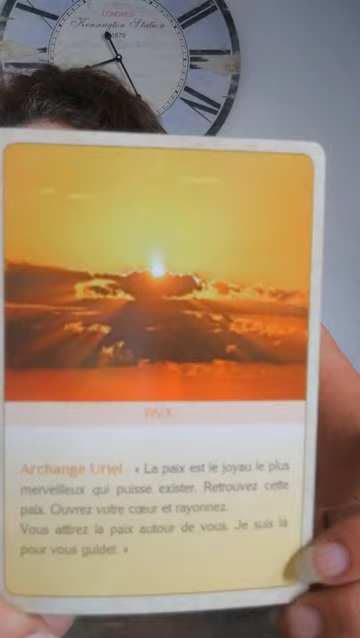 LONDRES
Kensington Station
1879
PAIX
Archange Uriel : « La paix est le joyau le plus
merveilleux qui puisse exister. Retrouvez cette
paix. Ouvrez votre cœur et rayonnez.
Vous attirez la paix autour de vous. Je suis là
pour vous guider. »